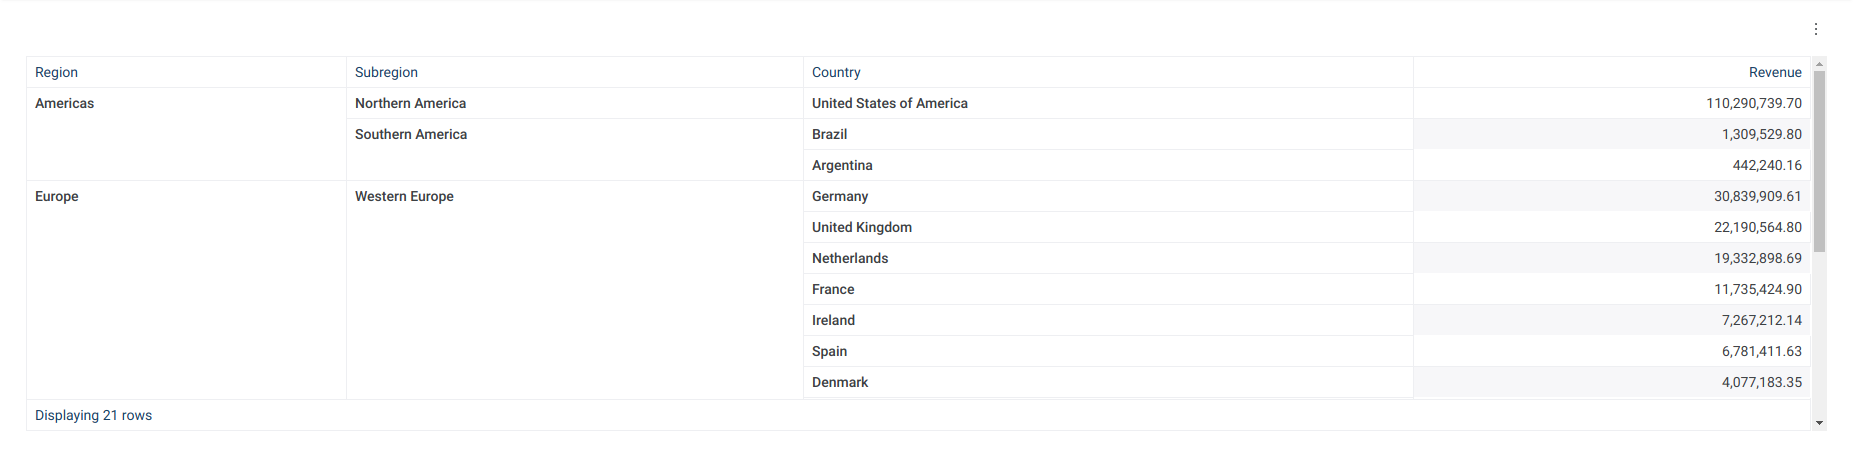 Region Subregion Country Revenue
Americas Northern America United States of America 110,290,739.70
Southern America Brazil 1,309,529.80
Argentina 442,240.16
Europe Western Europe Germany 30,839,909.61
United Kingdom 22,190,564.80
Netherlands 19,332,898.69
France 11,735,424.90
Ireland 7,267,212.14
Spain 6,781,411.63
Denmark 4,077,183.35
Displaying 21 rows